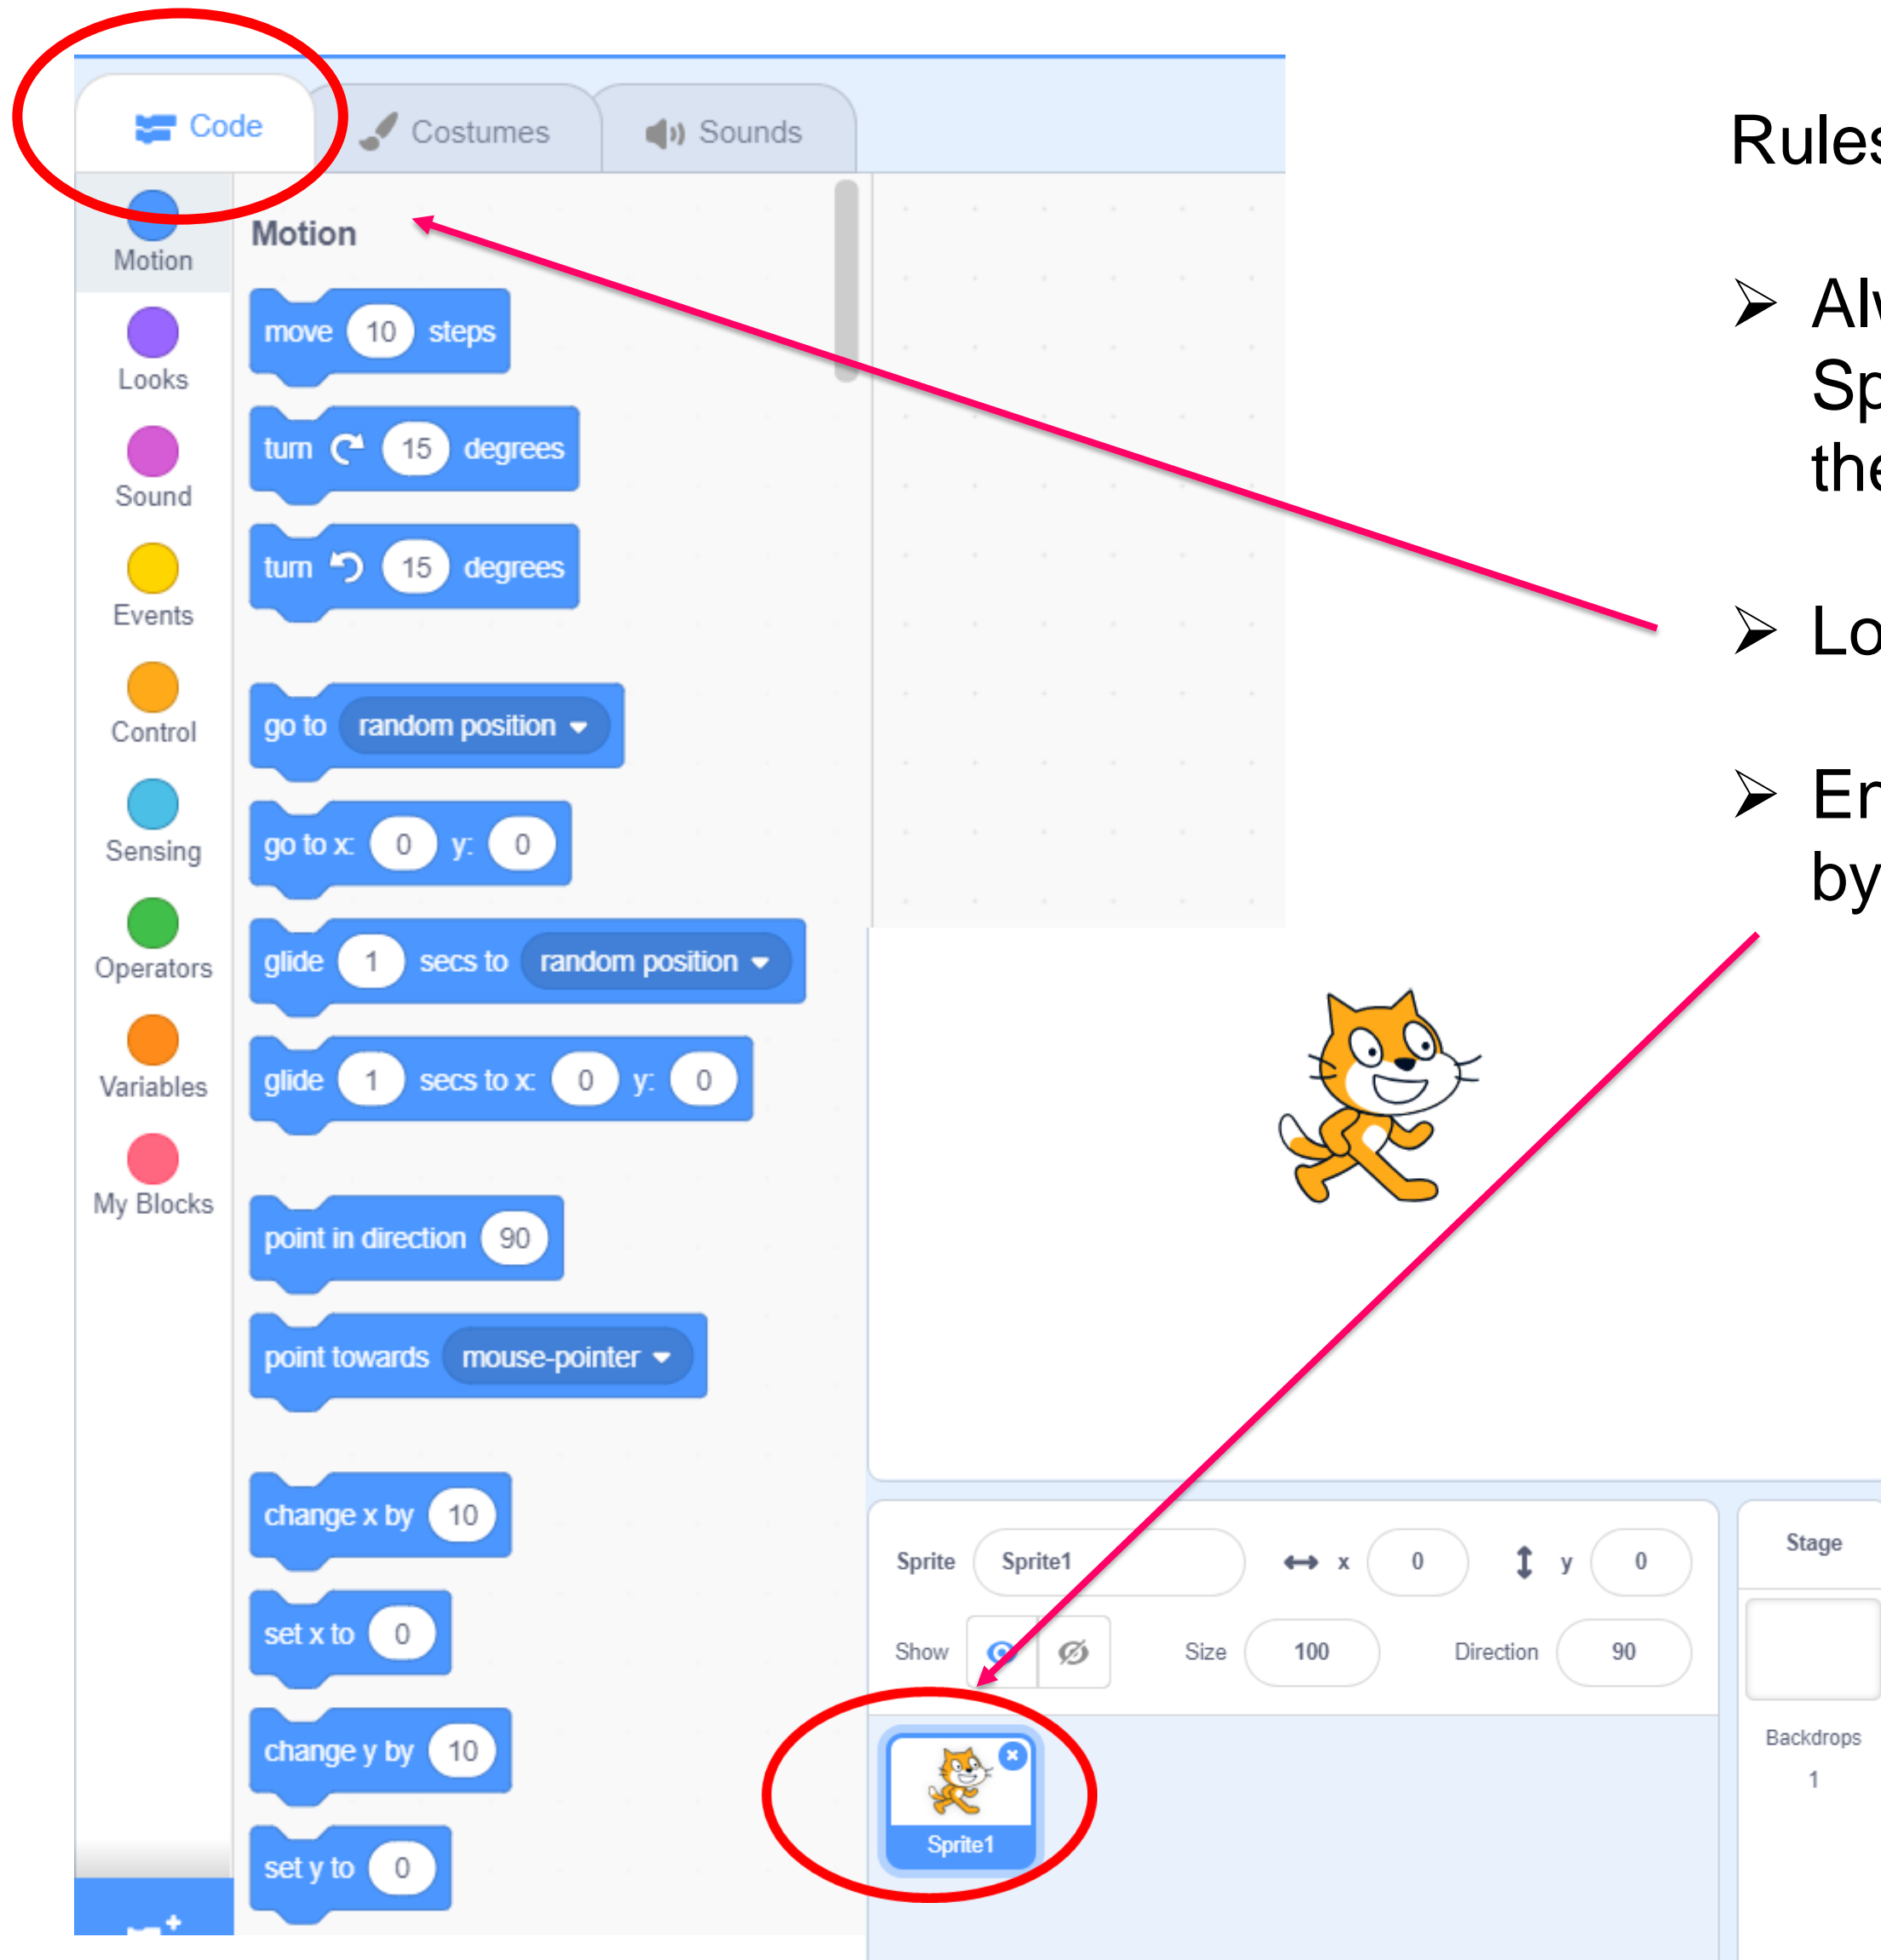 Code
Costumes
Sounds
Motion
Looks
Sound
Events
Control
Sensing
Operators
Variables
My Blocks
Motion
move 10 steps
turn 15 degrees
turn 15 degrees
go to random position
go to x: 0 y: 0
glide 1 secs to random position
glide 1 secs to x: 0 y: 0
point in direction 90
point towards mouse-pointer
change x by 10
set x to 0
change y by 10
set y to 0
Rules
by
Sprite Sprite1 x 0 y 0
Show Size 100 Direction 90
Sprite1
Stage
Backdrops
1